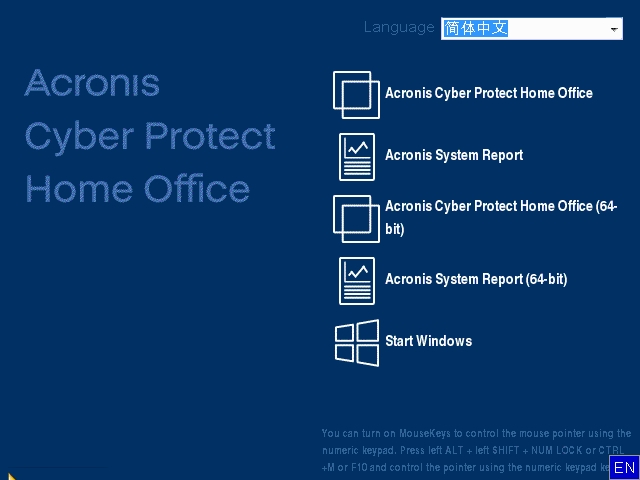 Language 简体中文
Acronis
Cyber Protect
Home Office
Acronis Cyber Protect Home Office
Acronis System Report
Acronis Cyber Protect Home Office (64-
bit)
Acronis System Report (64-bit)
Start Windows
You can turn on MouseKeys to control the mouse pointer using the
numeric keypad. Press left ALT + left SHIFT + NUM LOCK or CTRL
+M or F10 and control the pointer using the numeric keypad
EN